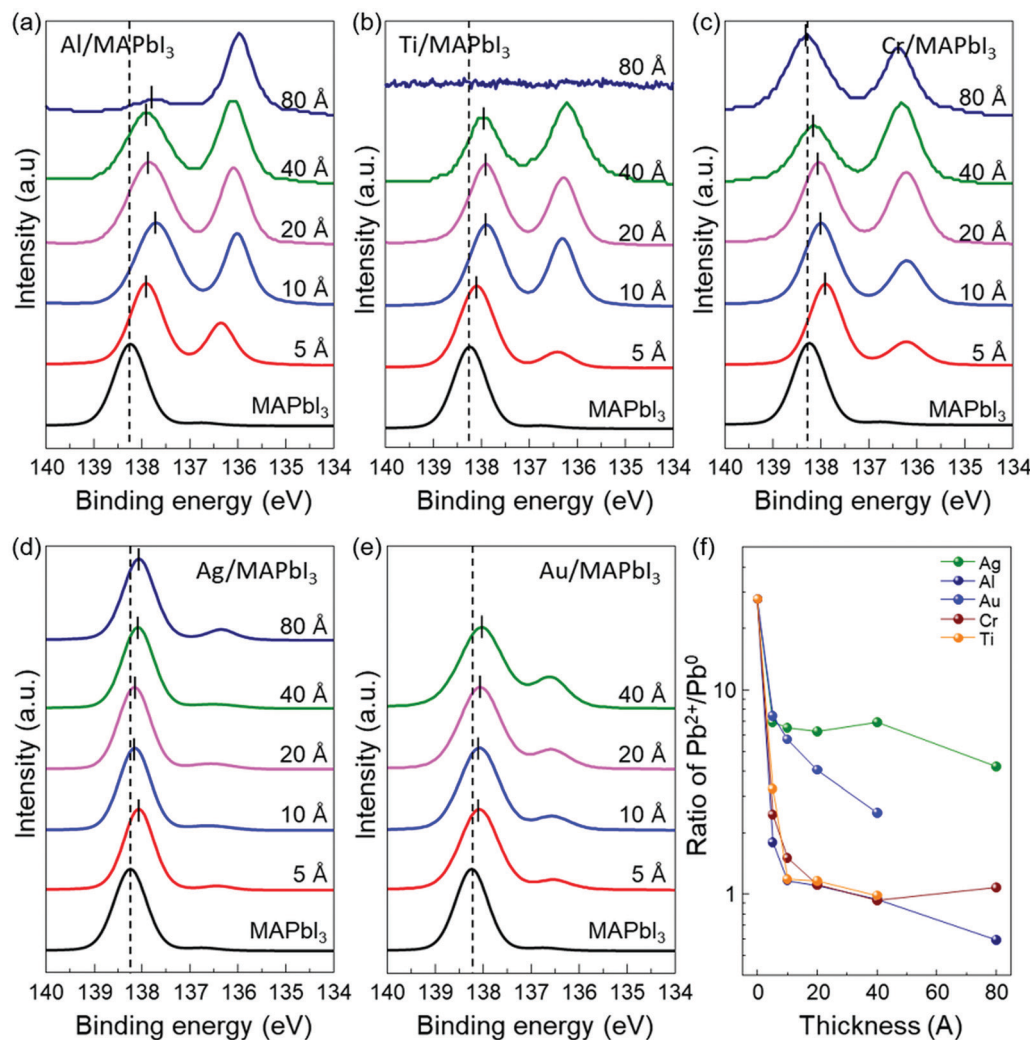 (a)
Al/MAPbI3
80 Å
40 Å
20 Å
10 Å
5 Å
MAPbI3
Intensity (a.u.)
140 139 138 137 136 135 134
Binding energy (eV)
(b)
Ti/MAPbI3
80 Å
40 Å
20 Å
10 Å
5 Å
MAPbI3
Intensity (a.u.)
140 139 138 137 136 135 134
Binding energy (eV)
(c)
Cr/MAPbI3
80 Å
40 Å
20 Å
10 Å
5 Å
MAPbI3
Intensity (a.u.)
140 139 138 137 136 135 134
Binding energy (eV)
(d)
Ag/MAPbI3
80 Å
40 Å
20 Å
10 Å
5 Å
MAPbI3
Intensity (a.u.)
140 139 138 137 136 135 134
Binding energy (eV)
(e)
Au/MAPbI3
40 Å
20 Å
10 Å
5 Å
MAPbI3
Intensity (a.u.)
140 139 138 137 136 135 134
Binding energy (eV)
(f)
Ag
Al
Au
Cr
Ti
10
1
Ratio of Pb2+/Pb0
0 20 40 60 80
Thickness (A)